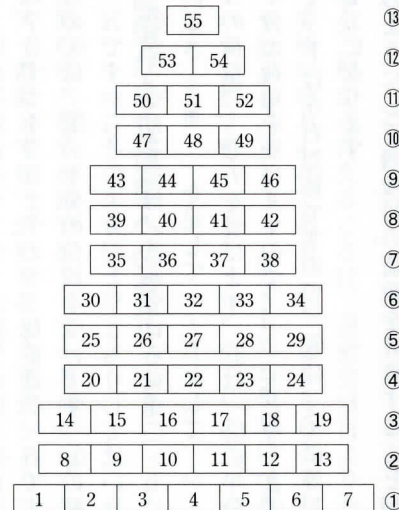 55 ⑬
53 54 ⑫
50 51 52 ⑪
47 48 49 ⑩
43 44 45 46 ⑨
39 40 41 42 ⑧
35 36 37 38 ⑦
30 31 32 33 34 ⑥
25 26 27 28 29 ⑤
20 21 22 23 24 ④
14 15 16 17 18 19 ③
8 9 10 11 12 13 ②
1 2 3 4 5 6 7 ①